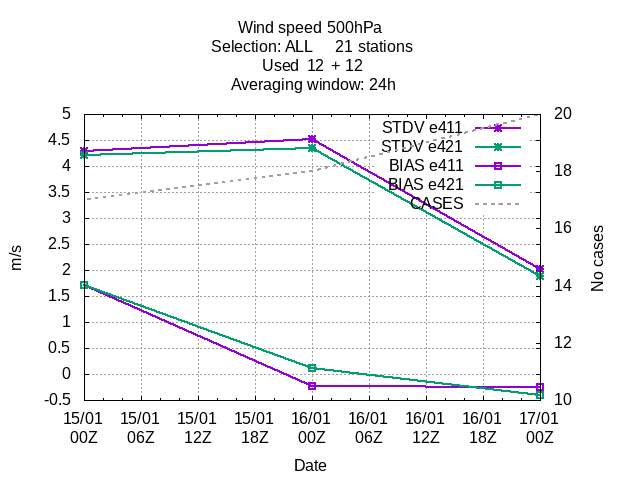 Wind speed 500hPa
Selection: ALL 21 stations
Used 12 + 12
Averaging window: 24h
5
4.5
4
3.5
3
2.5
2
1.5
1
0.5
0
-0.5
m/s
20
18
16
14
12
10
No cases
STDV e411
STDV e421
BIAS e411
BIAS e421
CASES
15/01 15/01 15/01 15/01 16/01 16/01 16/01 16/01 17/01
00Z 06Z 12Z 18Z 00Z 06Z 12Z 18Z 00Z
Date